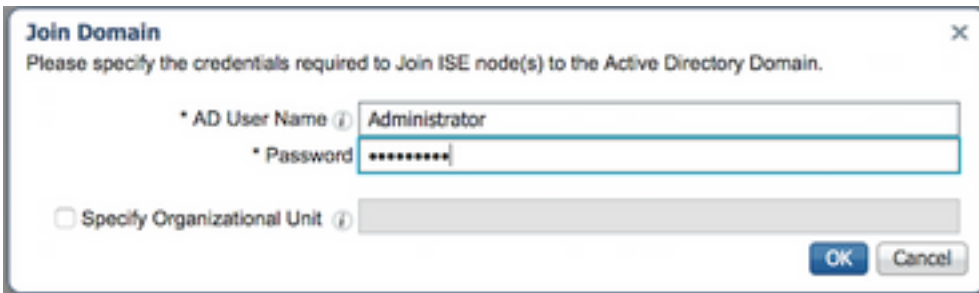 Join Domain
Please specify the credentials required to Join ISE node(s) to the Active Directory Domain.
* AD User Name i Administrator
* Password •••••••••
Specify Organizational Unit i
OK Cancel